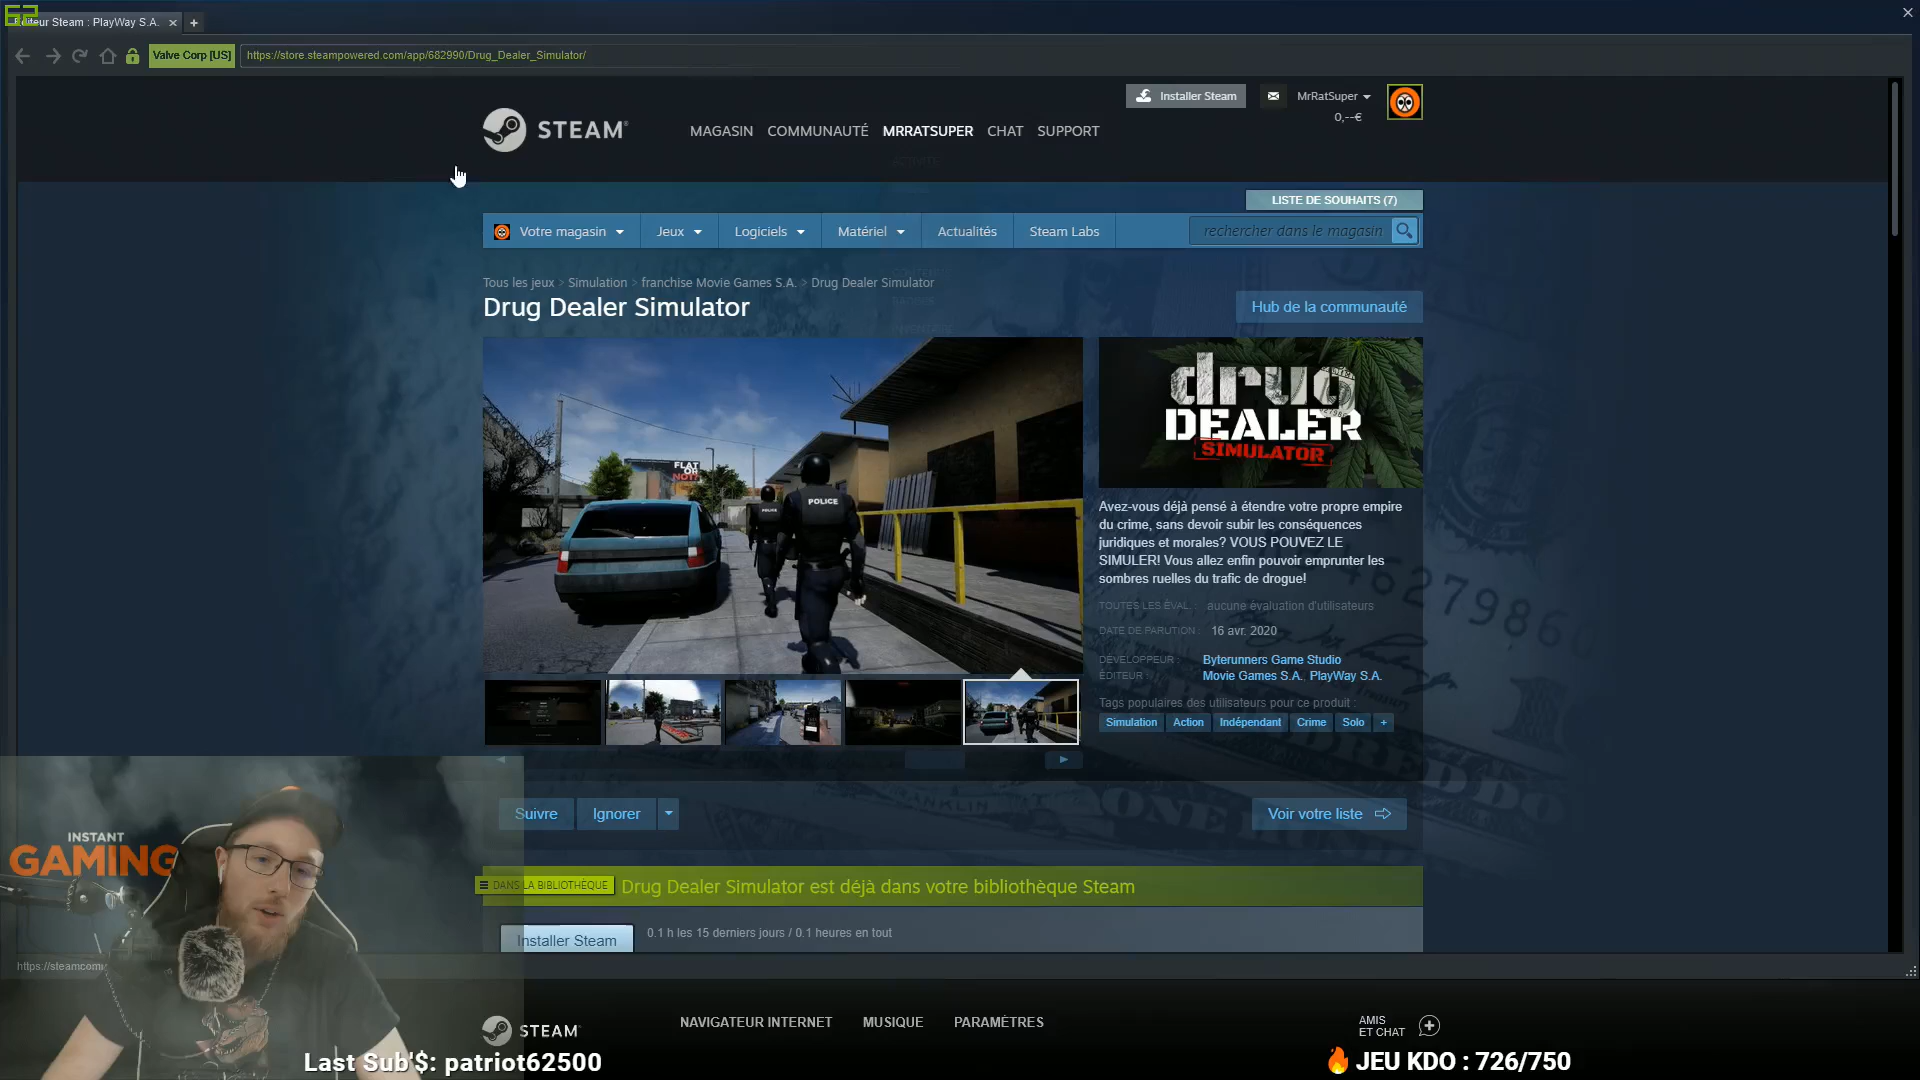 62
Éditeur Steam : PlayWay S.A.
Valve Corp [US]
https://store.steampowered.com/app/682990/Drug_Dealer_Simulator/
Installer Steam
MrRatSuper
0,--€
STEAM
MAGASIN
COMMUNAUTÉ
MRRATSUPER
CHAT
SUPPORT
ACTIVITÉ
LISTE DE SOUHAITS (7)
Votre magasin
Jeux
Logiciels
Matériel
Actualités
Steam Labs
rechercher dans le magasin
Tous les jeux > Simulation > franchise Movie Games S.A. > Drug Dealer Simulator
BADGES
INVENTAIRE
Drug Dealer Simulator
Hub de la communauté
FLAT
OR
NOT?
POLICE
POLICE
drug
DEALER
SIMULATOR
Avez-vous déjà pensé à étendre votre propre empire
du crime, sans devoir subir les conséquences
juridiques et morales? VOUS POUVEZ LE
SIMULER! Vous allez enfin pouvoir emprunter les
sombres ruelles du trafic de drogue!
TOUTES LES ÉVAL. : aucune évaluation d'utilisateurs
DATE DE PARUTION : 16 avr. 2020
DÉVELOPPEUR : Byterunners Game Studio
ÉDITEUR : Movie Games S.A., PlayWay S.A.
Tags populaires des utilisateurs pour ce produit :
Simulation
Action
Indépendant
Crime
Solo
+
Suivre
Ignorer
Voir votre liste
FRANKLIN
DANS LA BIBLIOTHÈQUE
Drug Dealer Simulator est déjà dans votre bibliothèque Steam
Installer Steam
0.1 h les 15 derniers jours / 0.1 heures en tout
INSTANT
GAMING
https://steamcom
STEAM
NAVIGATEUR INTERNET
MUSIQUE
PARAMÈTRES
AMIS
ET CHAT
Last Sub'$: patriot62500
JEU KDO : 726/750